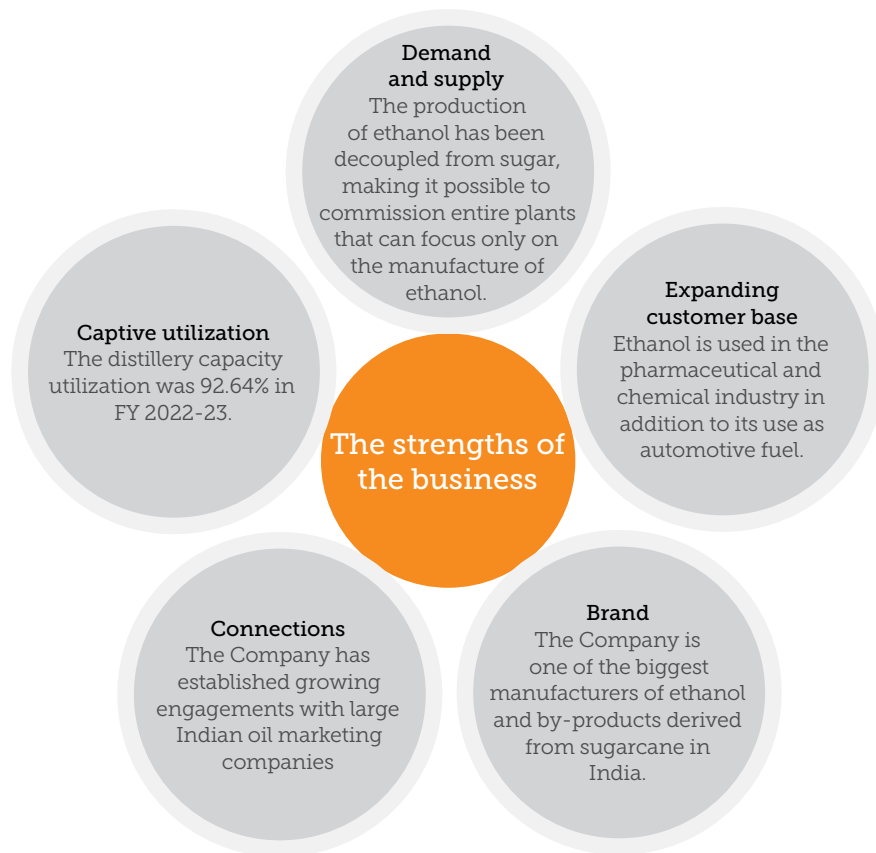 Demand
and supply
The production
of ethanol has been
decoupled from sugar,
making it possible to
commission entire plants
that can focus only on
the manufacture of
ethanol.
Expanding
customer base
Ethanol is used in the
pharmaceutical and
chemical industry in
addition to its use as
automotive fuel.
Captive utilization
The distillery capacity
utilization was 92.64% in
FY 2022-23.
The strengths of
the business
Connections
The Company has
established growing
engagements with large
Indian oil marketing
companies
Brand
The Company is
one of the biggest
manufacturers of ethanol
and by-products derived
from sugarcane in
India.